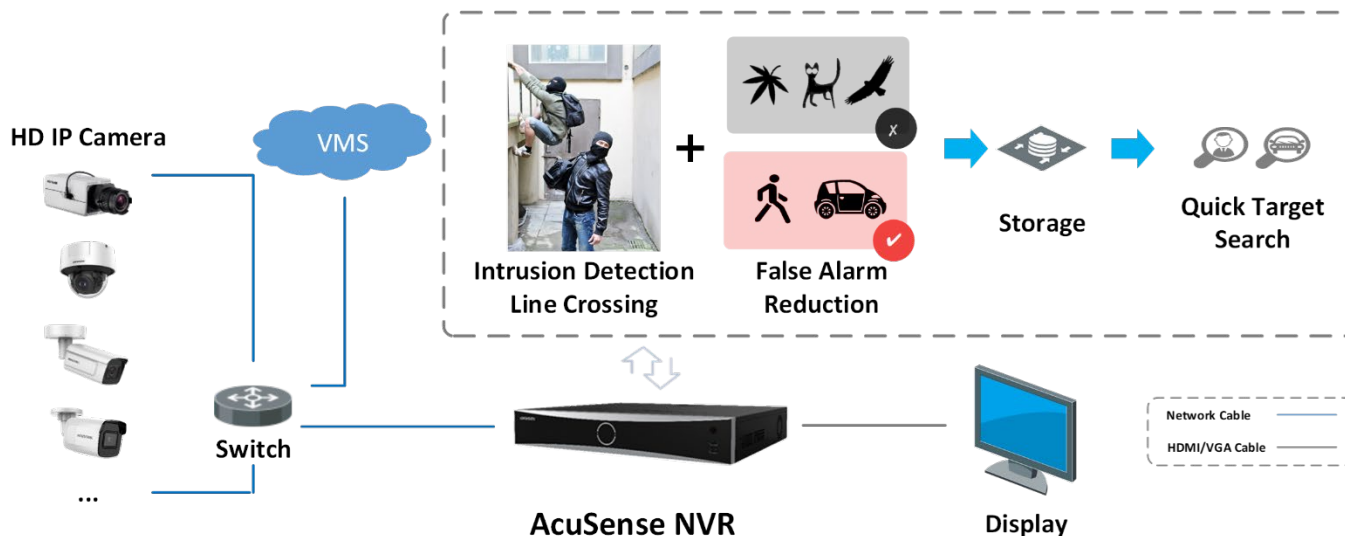 HD IP Camera
VMS
Switch
...
Intrusion Detection
Line Crossing
+
False Alarm
Reduction
Storage
Quick Target
Search
AcuSense NVR
Display
Network Cable
HDMI/VGA Cable